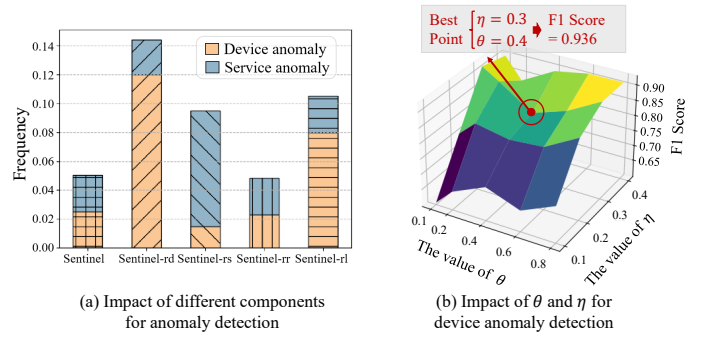 0.14
0.12
0.10
0.08
0.06
0.04
0.02
0.00
Frequency
Device anomaly
Service anomaly
Sentinel Sentinel-rd Sentinel-rs Sentinel-rr Sentinel-rl
(a) Impact of different components
for anomaly detection
Best η = 0.3 F1 Score
Point θ = 0.4 = 0.936
0.90
0.85
0.80
0.75
0.70
0.65
F1 Score
0.1
0.2
0.4
0.6
0.8
The value of θ
0.1
0.2
0.3
0.4
The value of η
(b) Impact of θ and η for
device anomaly detection